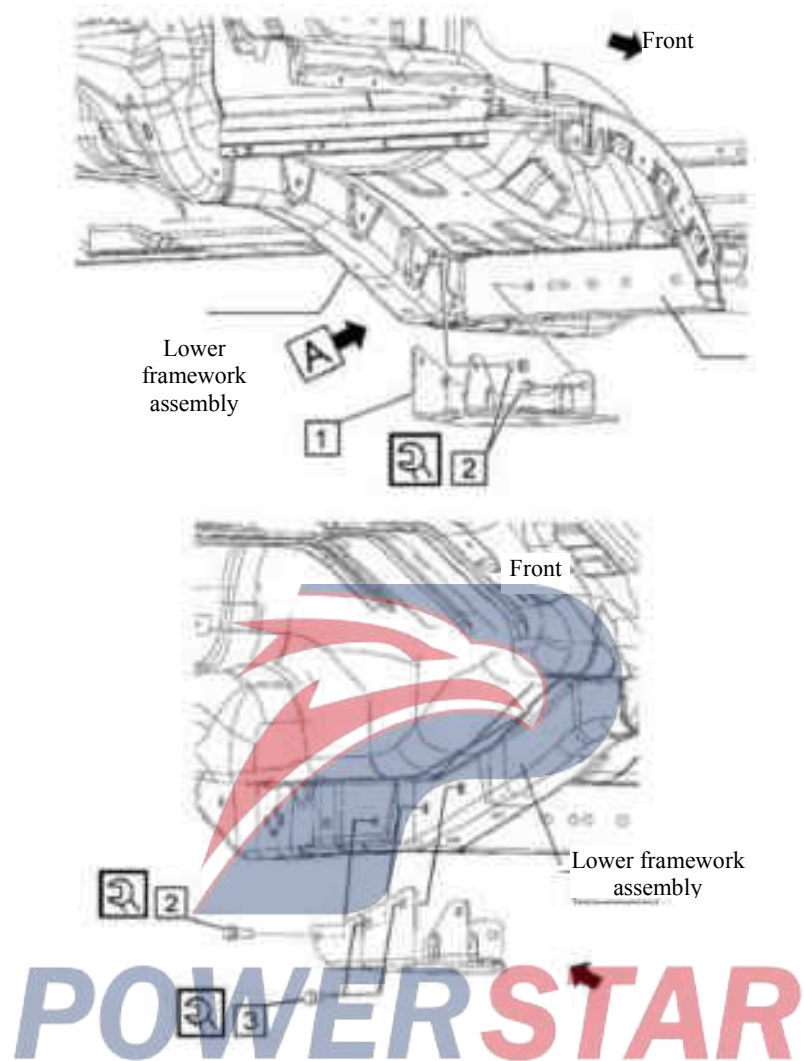 Front
Lower
framework
assembly
A
1
2
Front
Lower framework
assembly
2
3
POWERSTAR